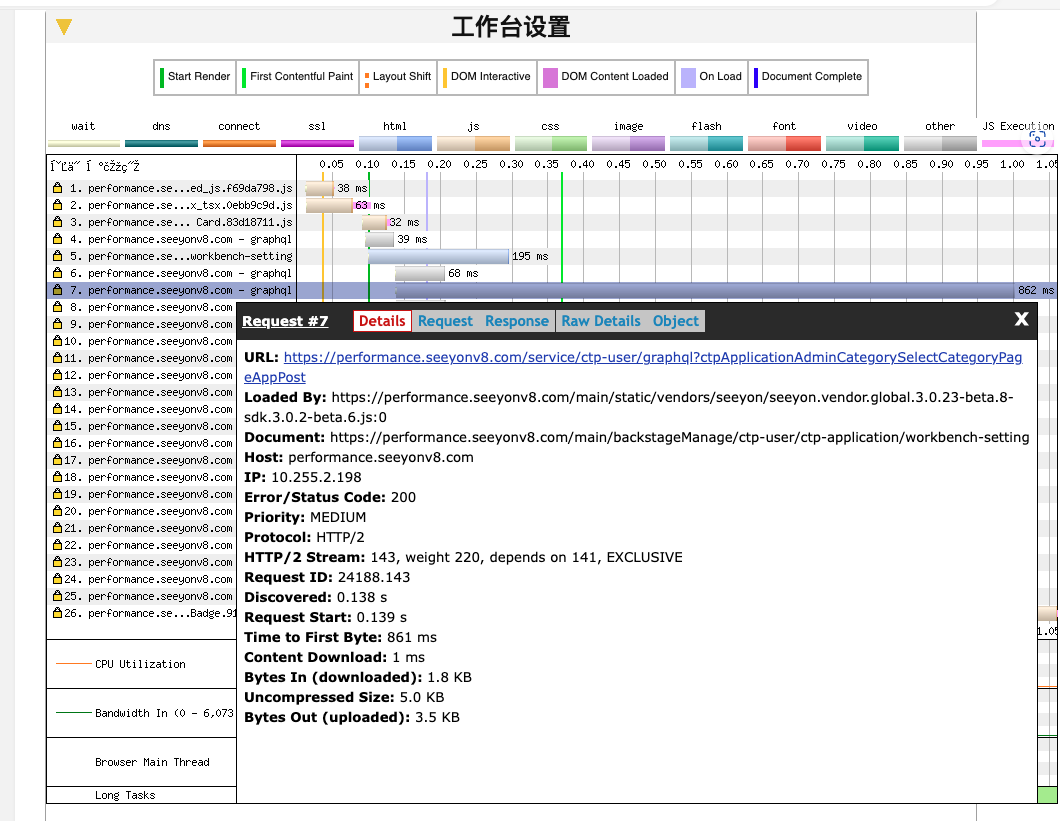 工作台设置
Start Render
First Contentful Paint
Layout Shift
DOM Interactive
DOM Content Loaded
On Load
Document Complete
wait dns connect ssl html js css image flash font video other JS Execution
0.05 0.10 0.15 0.20 0.25 0.30 0.35 0.40 0.45 0.50 0.55 0.60 0.65 0.70 0.75 0.80 0.85 0.90 0.95 1.00 1.05
1. performance.se...ed_js.f69da798.js 38 ms
2. performance.se...x_tsx.0ebb9c9d.js 63 ms
3. performance.se... Card.83d18711.js 32 ms
4. performance.seeyonv8.com - graphql 39 ms
5. performance.se...workbench-setting 195 ms
6. performance.seeyonv8.com - graphql 68 ms
7. performance.seeyonv8.com - graphql 862 ms
8. performance.seeyonv8.com
9. performance.seeyonv8.com
10. performance.seeyonv8.com
11. performance.seeyonv8.com
12. performance.seeyonv8.com
13. performance.seeyonv8.com
14. performance.seeyonv8.com
15. performance.seeyonv8.com
16. performance.seeyonv8.com
17. performance.seeyonv8.com
18. performance.seeyonv8.com
19. performance.seeyonv8.com
20. performance.seeyonv8.com
21. performance.seeyonv8.com
22. performance.seeyonv8.com
23. performance.seeyonv8.com
24. performance.seeyonv8.com
25. performance.seeyonv8.com
26. performance.se...Badge.91
1.05
CPU Utilization
Bandwidth In (0 - 6,073
Browser Main Thread
Long Tasks
Request #7 Details Request Response Raw Details Object X
URL: https://performance.seeyonv8.com/service/ctp-user/graphql?ctpApplicationAdminCategorySelectCategoryPag
eAppPost
Loaded By: https://performance.seeyonv8.com/main/static/vendors/seeyon/seeyon.vendor.global.3.0.23-beta.8-
sdk.3.0.2-beta.6.js:0
Document: https://performance.seeyonv8.com/main/backstageManage/ctp-user/ctp-application/workbench-setting
Host: performance.seeyonv8.com
IP: 10.255.2.198
Error/Status Code: 200
Priority: MEDIUM
Protocol: HTTP/2
HTTP/2 Stream: 143, weight 220, depends on 141, EXCLUSIVE
Request ID: 24188.143
Discovered: 0.138 s
Request Start: 0.139 s
Time to First Byte: 861 ms
Content Download: 1 ms
Bytes In (downloaded): 1.8 KB
Uncompressed Size: 5.0 KB
Bytes Out (uploaded): 3.5 KB